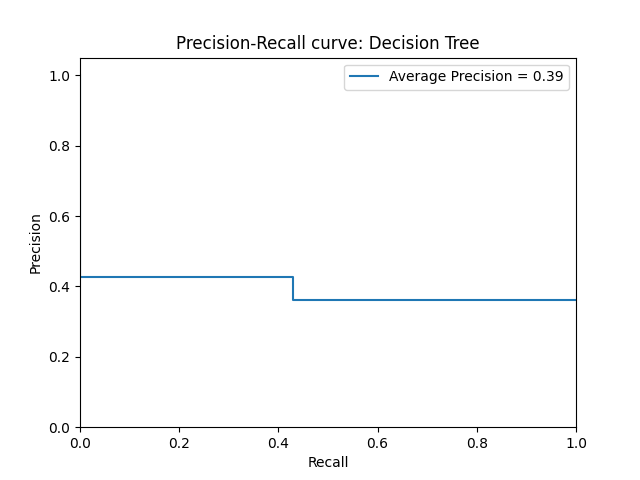 Precision-Recall curve: Decision Tree
Average Precision = 0.39
1.0
0.8
0.6
0.4
0.2
0.0
Precision
0.0 0.2 0.4 0.6 0.8 1.0
Recall